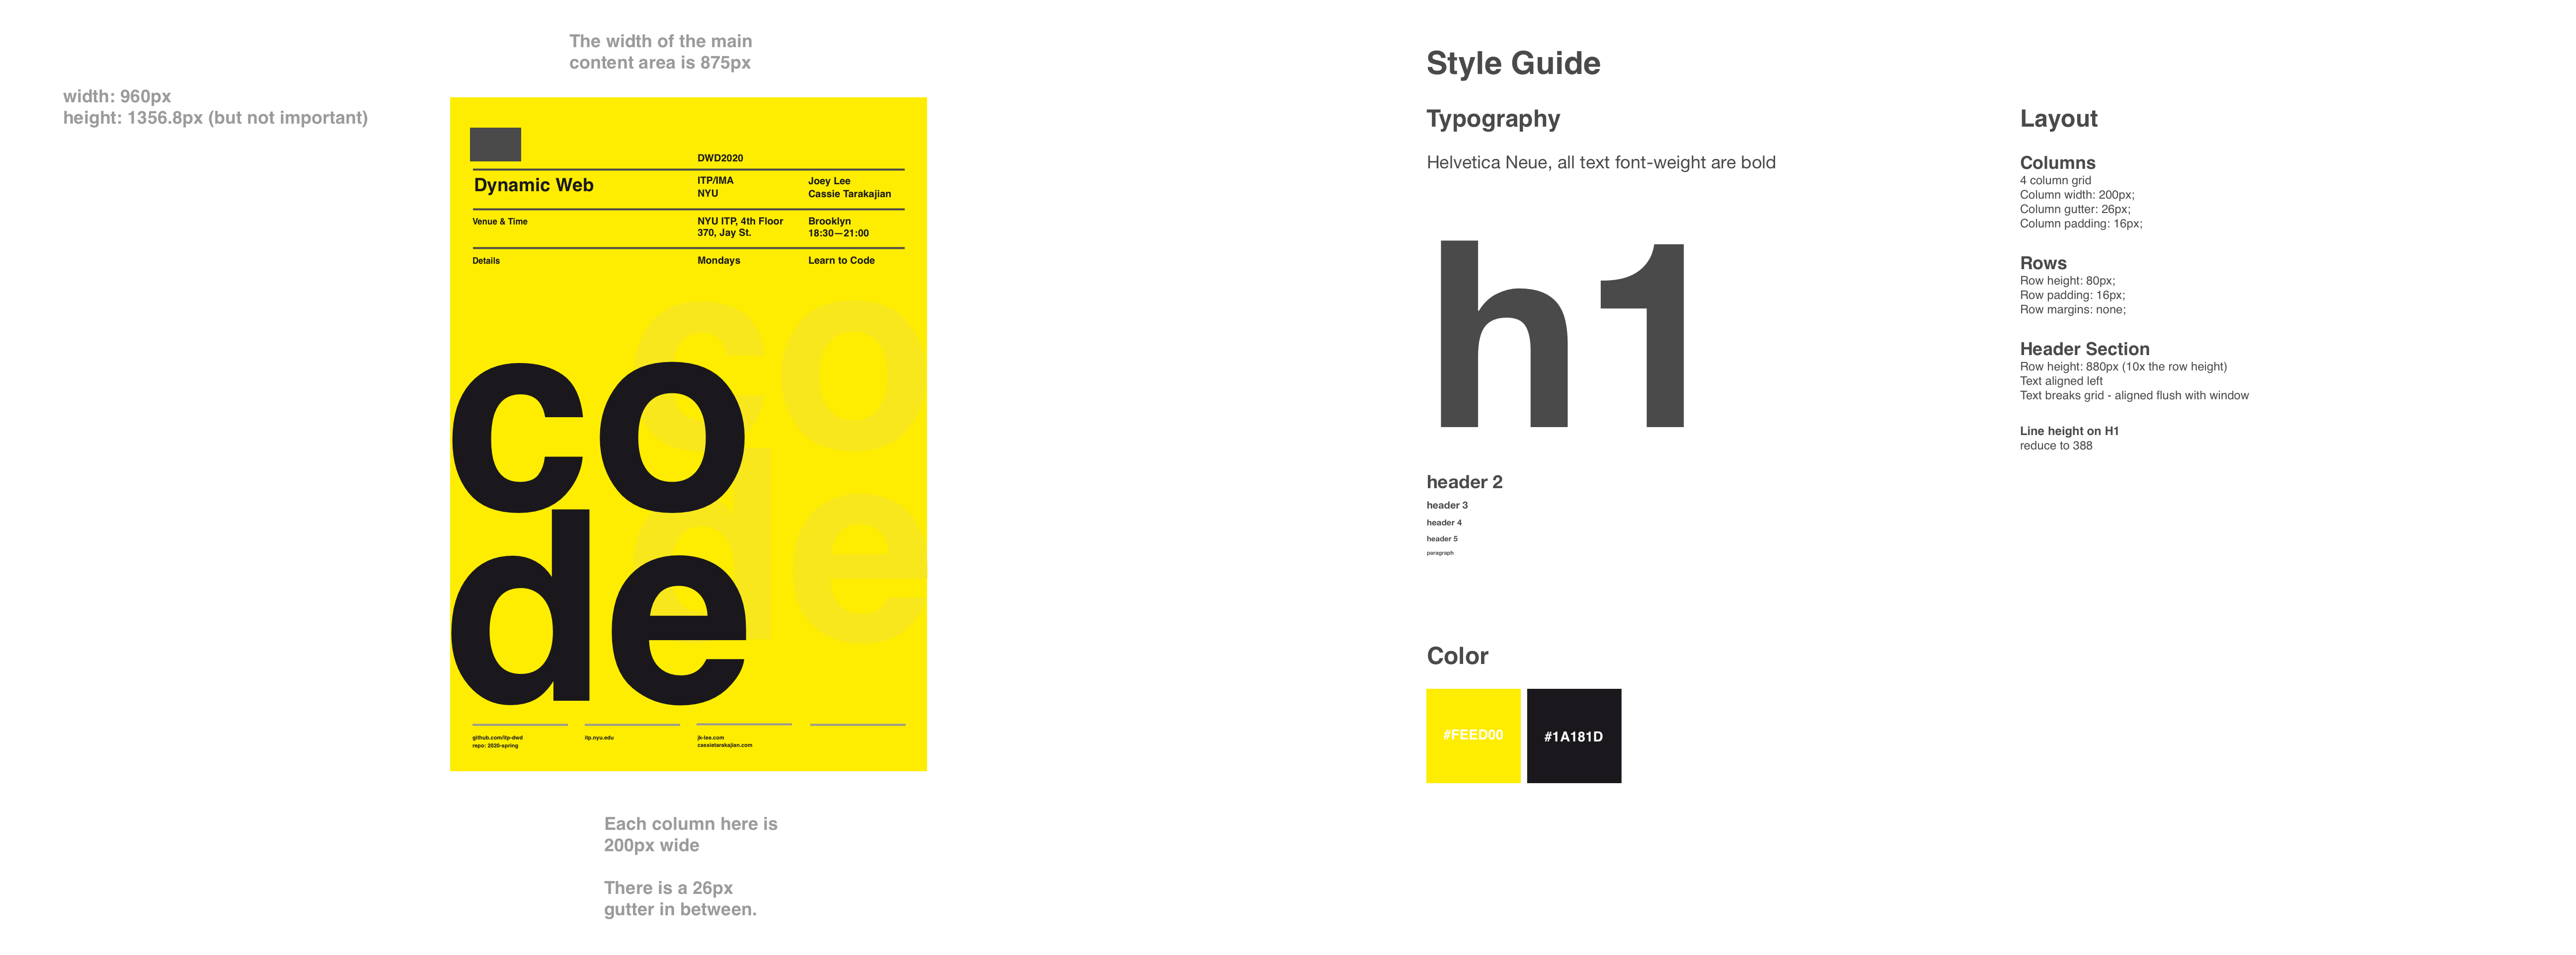 The width of the main
content area is 875px
width: 960px
height: 1356.8px (but not important)
DWD2020
Dynamic Web
ITP/IMA
NYU
Joey Lee
Cassie Tarakajian
Venue & Time
NYU ITP, 4th Floor
370, Jay St.
Brooklyn
18:30—21:00
Details
Mondays
Learn to Code
co
de
co
de
github.com/itp-dwd
repo: 2020-spring
itp.nyu.edu
jk-lee.com
cassietarakajian.com
Each column here is
200px wide
There is a 26px
gutter in between.
Style Guide
Typography
Helvetica Neue, all text font-weight are bold
h1
header 2
header 3
header 4
header 5
paragraph
Color
#FEED00
#1A181D
Layout
Columns
4 column grid
Column width: 200px;
Column gutter: 26px;
Column padding: 16px;
Rows
Row height: 80px;
Row padding: 16px;
Row margins: none;
Header Section
Row height: 880px (10x the row height)
Text aligned left
Text breaks grid - aligned flush with window
Line height on H1
reduce to 388